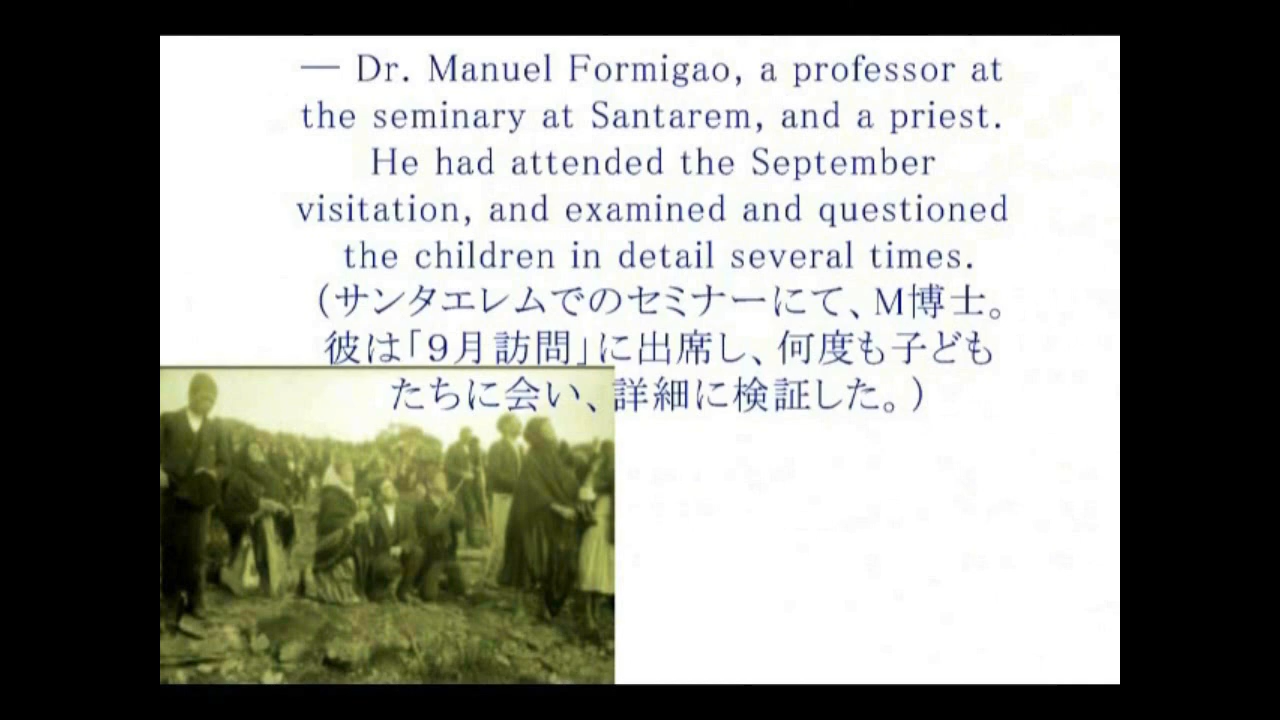 — Dr. Manuel Formigao, a professor at
the seminary at Santarem, and a priest.
He had attended the September
visitation, and examined and questioned
the children in detail several times.
（サンタエレムでのセミナーにて、M博士。
彼は「９月訪問」に出席し、何度も子ども
たちに会い、詳細に検証した。）